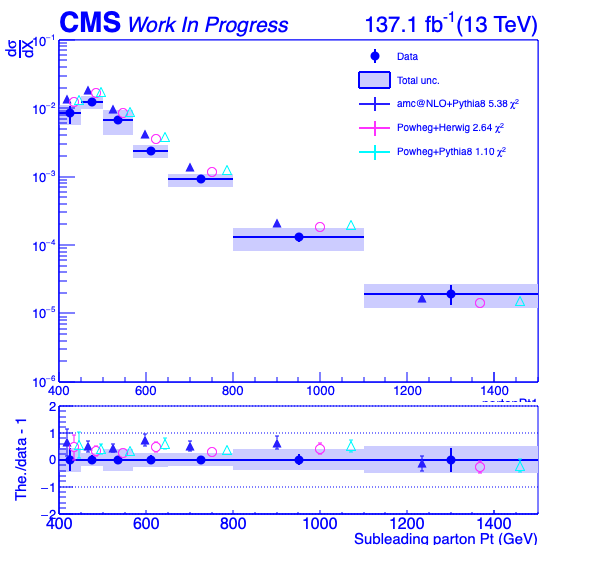 CMS Work In Progress 137.1 fb⁻¹(13 TeV)
dσ
dX
10⁻¹
10⁻²
10⁻³
10⁻⁴
10⁻⁵
10⁻⁶
Data
Total unc.
amc@NLO+Pythia8 5.38 χ²
Powheg+Herwig 2.64 χ²
Powheg+Pythia8 1.10 χ²
400 600 800 1000 1200 1400
partonPt1
The./data - 1
2
1
0
−1
−2
400 600 800 1000 1200 1400
Subleading parton Pt (GeV)